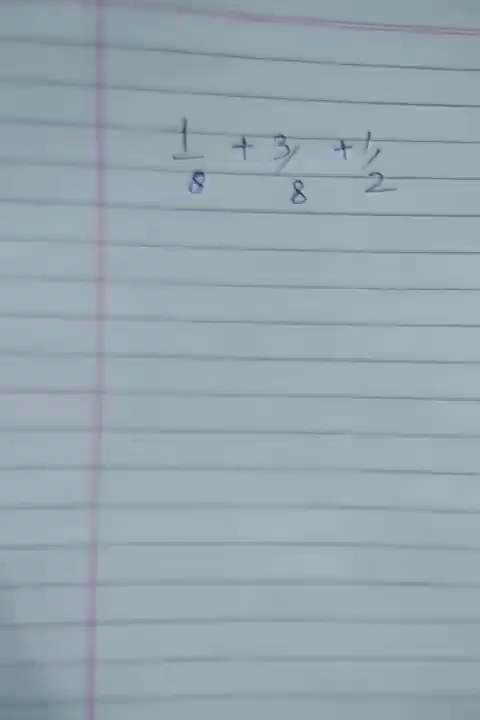 1/8 + 3/8 + 1/2